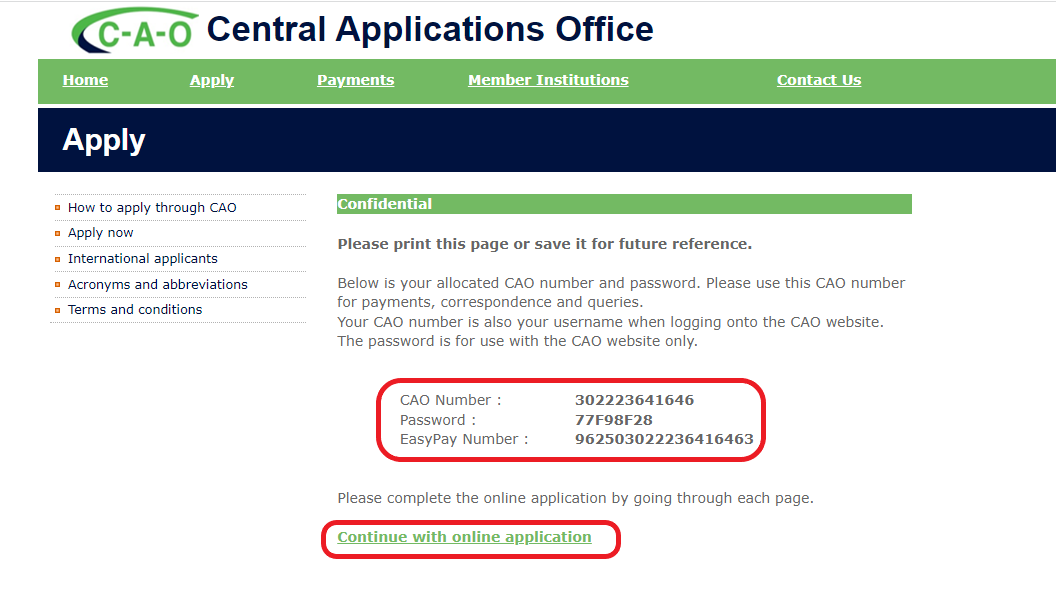 C-A-O Central Applications Office
Home Apply Payments Member Institutions Contact Us
Apply
How to apply through CAO
Apply now
International applicants
Acronyms and abbreviations
Terms and conditions
Confidential
Please print this page or save it for future reference.
Below is your allocated CAO number and password. Please use this CAO number
for payments, correspondence and queries.
Your CAO number is also your username when logging onto the CAO website.
The password is for use with the CAO website only.
CAO Number : 302223641646
Password : 77F98F28
EasyPay Number : 962503022236416463
Please complete the online application by going through each page.
Continue with online application